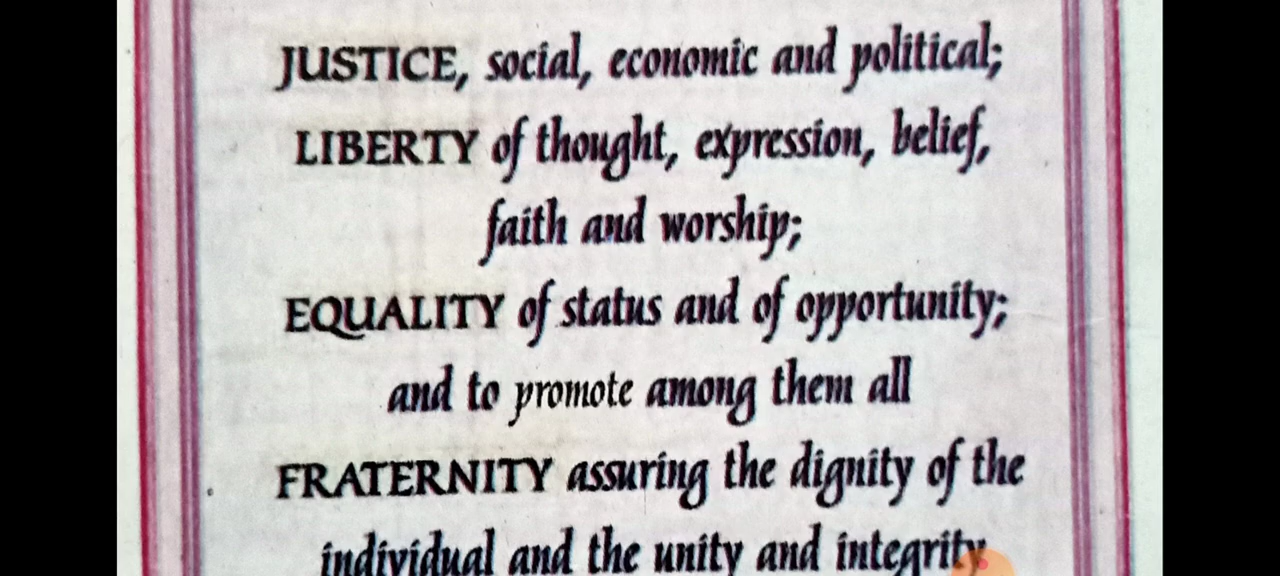 JUSTICE, social, economic and political;
LIBERTY of thought, expression, belief,
faith and worship;
EQUALITY of status and of opportunity;
and to promote among them all
FRATERNITY assuring the dignity of the
individual and the unity and integrity